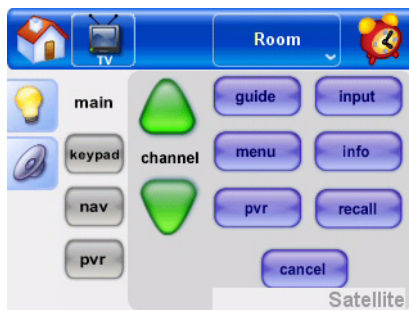 TV
Room
main
keypad
nav
pvr
channel
guide
input
menu
info
pvr
recall
cancel
Satellite